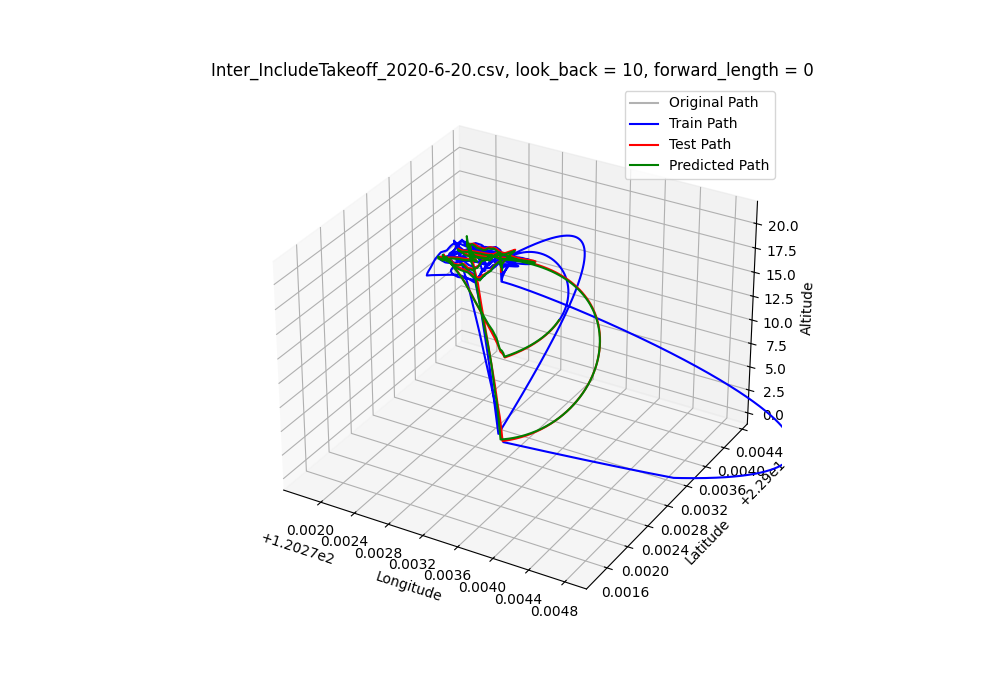 Inter_IncludeTakeoff_2020-6-20.csv, look_back = 10, forward_length = 0
Original Path
Train Path
Test Path
Predicted Path
20.0
17.5
15.0
12.5
10.0
7.5
5.0
2.5
0.0
Altitude
0.0044
0.0040
0.0036
0.0032
0.0028
0.0024
0.0020
0.0016
+2.29e1
Latitude
0.0020
0.0024
0.0028
0.0032
0.0036
0.0040
0.0044
0.0048
+1.2027e2
Longitude